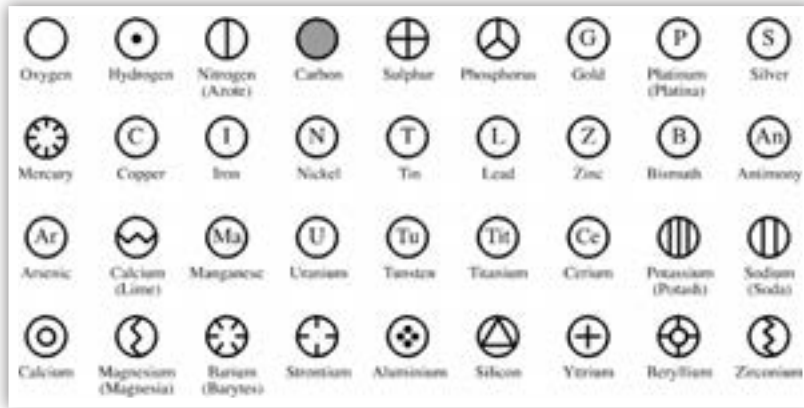 G P S
Oxygen Hydrogen Nitrogen Carbon Sulphur Phosphorus Gold Platinum Silver
(Azote) (Platina)
C I N T L Z B An
Mercury Copper Iron Nickel Tin Lead Zinc Bismuth Antimony
Ar Ma U Tu Tit Ce
Arsenic Calcium Manganese Uranium Tunsten Titanium Cerium Potassium Sodium
(Lime) (Potash) (Soda)
Calcium Magnesium Barium Strontium Aluminium Silicon Yttrium Beryllium Zirconium
(Magnesia) (Barytes)